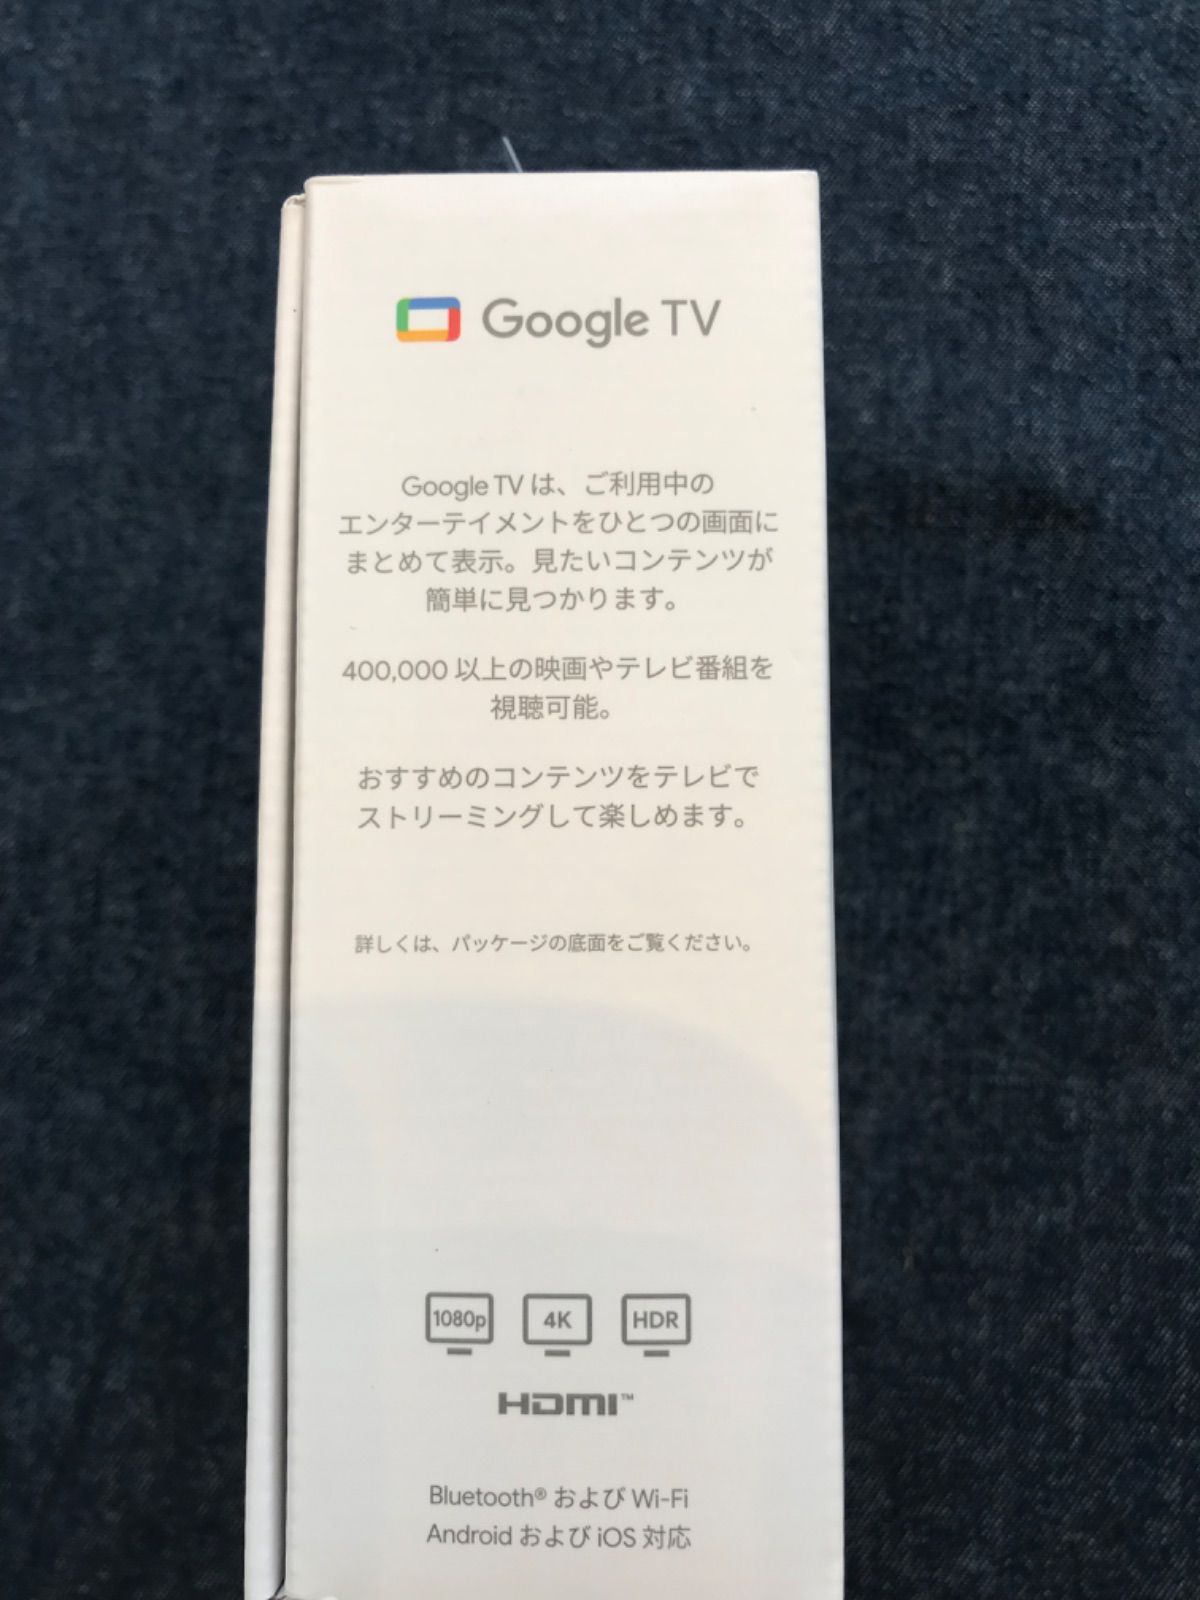 Google TV
Google TV は、ご利用中の
エンターテイメントをひとつの画面に
まとめて表示。見たいコンテンツが
簡単に見つかります。
400,000 以上の映画やテレビ番組を
視聴可能。
おすすめのコンテンツをテレビで
ストリーミングして楽しめます。
詳しくは、パッケージの底面をご覧ください。
1080p 4K HDR
HDMI™
Bluetooth® および Wi-Fi
Android および iOS 対応